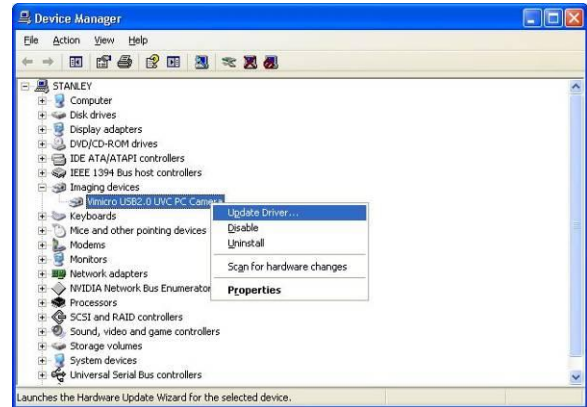 Device Manager
File Action View Help
STANLEY
Computer
Disk drives
Display adapters
DVD/CD-ROM drives
IDE ATA/ATAPI controllers
IEEE 1394 Bus host controllers
Imaging devices
Vimicro USB2.0 UVC PC Camera
Update Driver...
Keyboards
Disable
Mice and other pointing devices
Uninstall
Modems
Monitors
Scan for hardware changes
Network adapters
NVIDIA Network Bus Enumerator
Properties
Processors
SCSI and RAID controllers
Sound, video and game controllers
Storage volumes
System devices
Universal Serial Bus controllers
Launches the Hardware Update Wizard for the selected device.